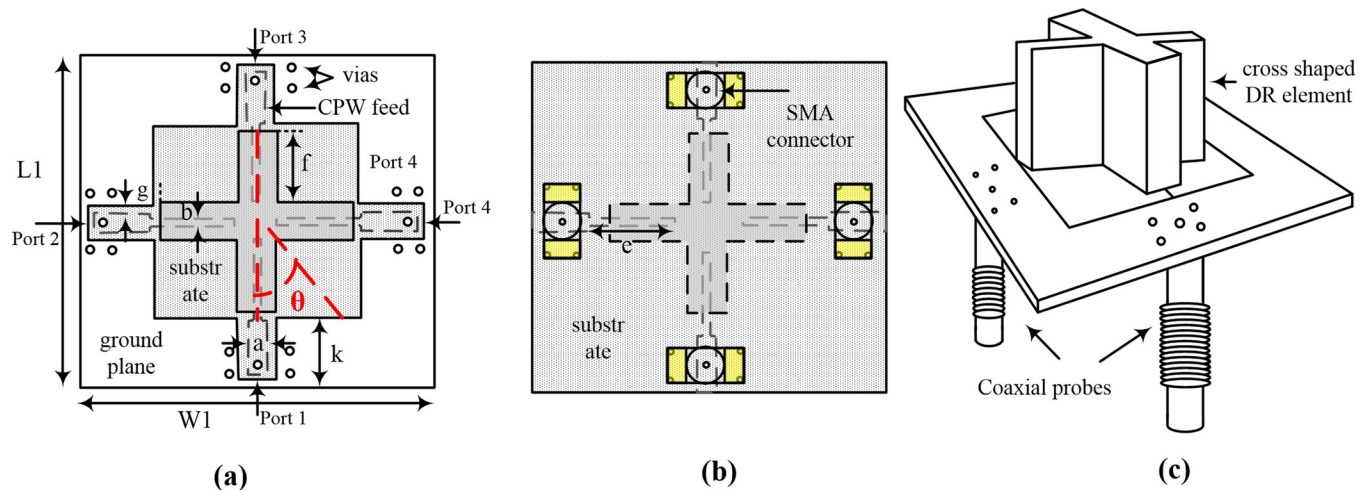 Port 3
vias
CPW feed
L1
f
Port 4
g
b
Port 4
Port 2
substr
ate
θ
ground
plane
a
k
W1
Port 1
(a)
SMA
connector
e
substr
ate
(b)
cross shaped
DR element
Coaxial probes
(c)